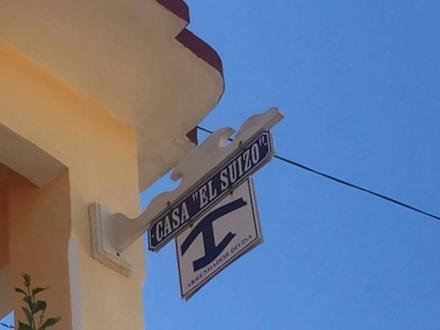 CASA "EL SUIZO"
ARRENDADOR DIVISA